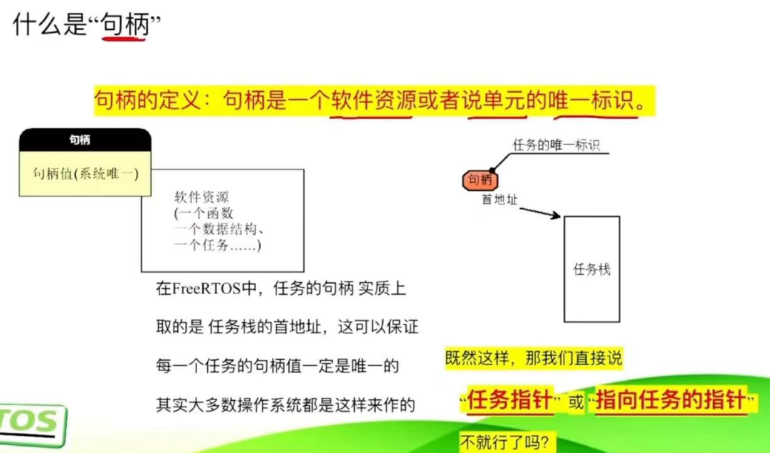 什么是“句柄”
句柄的定义：句柄是一个软件资源或者说单元的唯一标识。
句柄
句柄值(系统唯一)
软件资源
(一个函数
一个数据结构、
一个任务……)
任务的唯一标识
句柄
首地址
任务栈
在FreeRTOS中，任务的句柄 实质上
取的是 任务栈的首地址，这可以保证
每一个任务的句柄值一定是唯一的
其实大多数操作系统都是这样来作的
既然这样，那我们直接说
“任务指针” 或 “指向任务的指针”
不就行了吗？
TOS